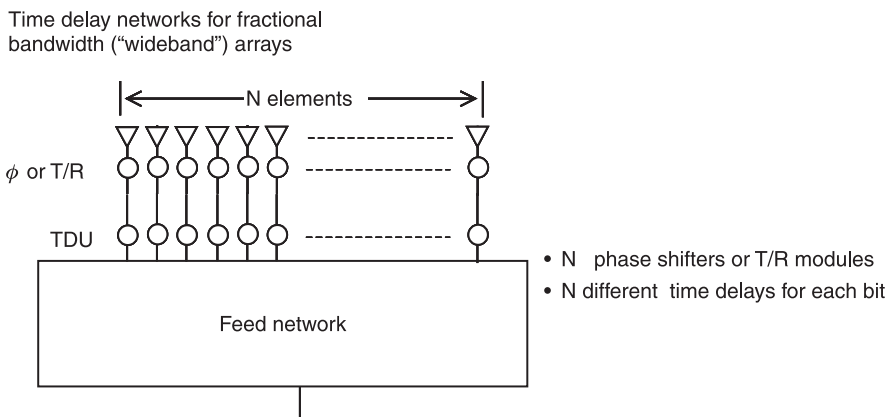 Time delay networks for fractional
bandwidth (“wideband”) arrays
N elements
ϕ or T/R
TDU
• N phase shifters or T/R modules
• N different time delays for each bit
Feed network